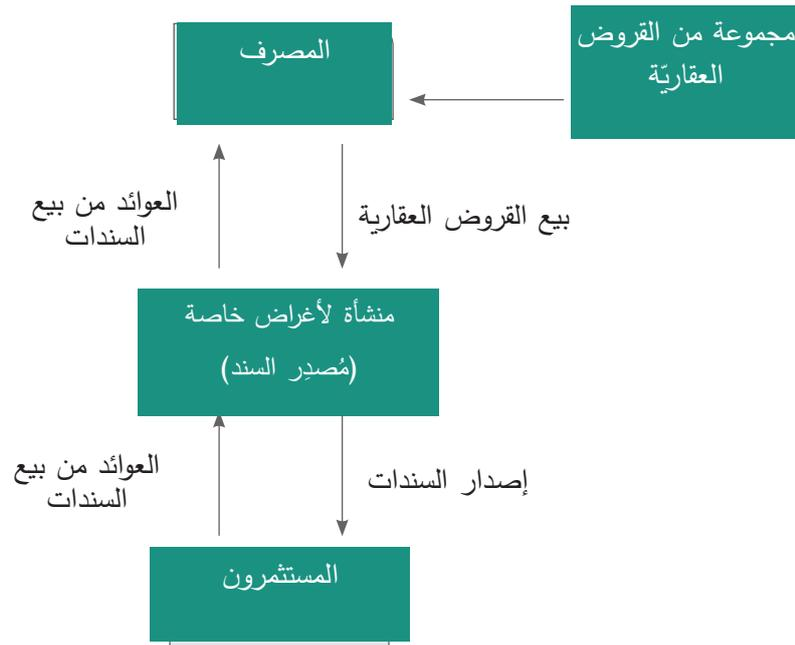 مجموعة من القروض
العقاريّة
المصرف
العوائد من بيع
السندات
بيع القروض العقارية
منشأة لأغراض خاصة
(مُصدِر السند)
العوائد من بيع
السندات
إصدار السندات
المستثمرون